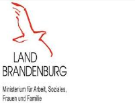 LAND
BRANDENBURG
Ministerium für Arbeit, Soziales,
Frauen und Familie